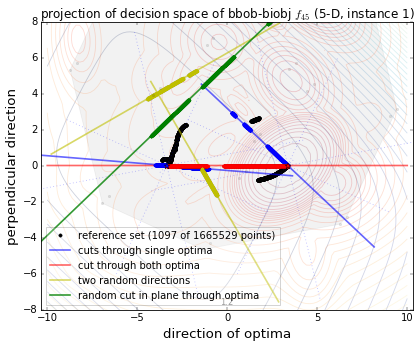 projection of decision space of bbob-biobj f45 (5-D, instance 1)
perpendicular direction
8
6
4
2
0
−2
−4
−6
−8
reference set (1097 of 1665529 points)
cuts through single optima
cut through both optima
two random directions
random cut in plane through optima
−10
−5
0
5
10
direction of optima